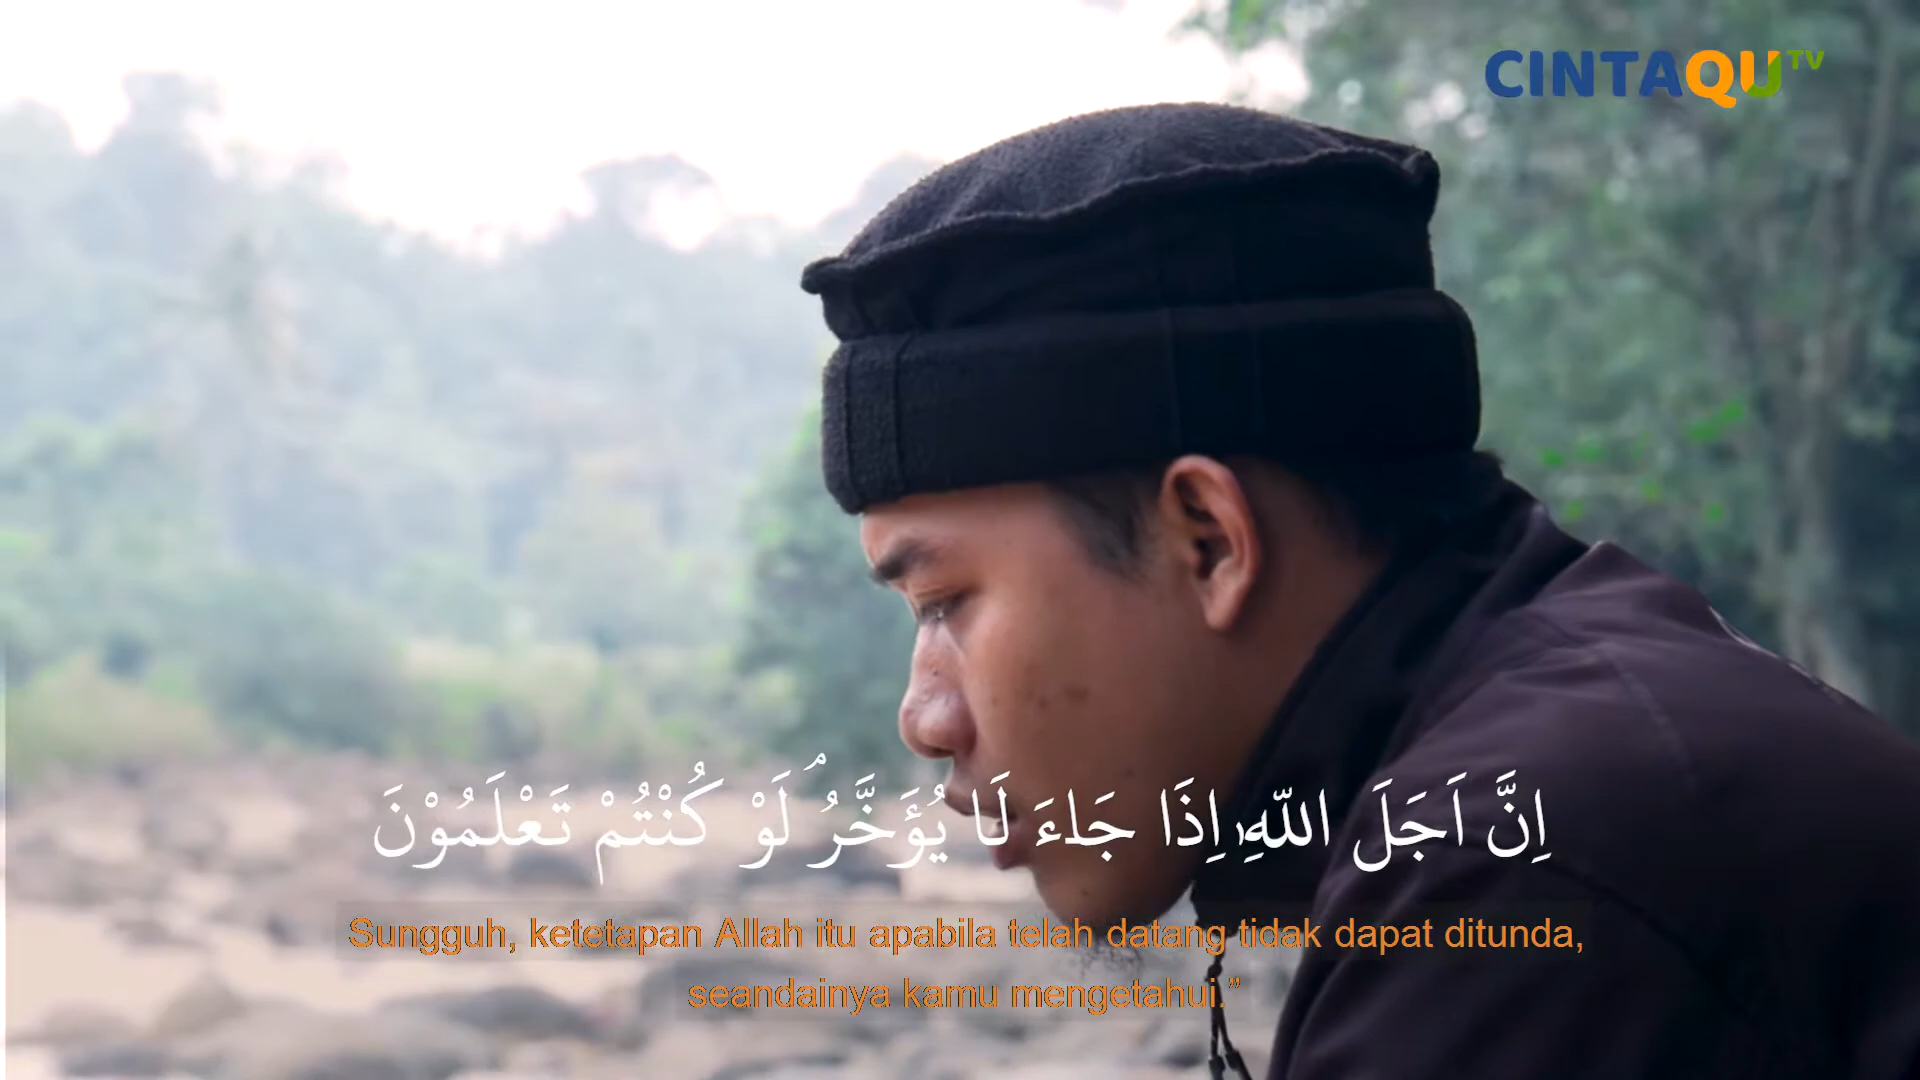 CINTAQU TV
اِنَّ اَجَلَ اللّٰهِ اِذَا جَاۤءَ لَا يُؤَخَّرُۘ لَوْ كُنْتُمْ تَعْلَمُوْنَ
Sungguh, ketetapan Allah itu apabila telah datang tidak dapat ditunda,
seandainya kamu mengetahui.”